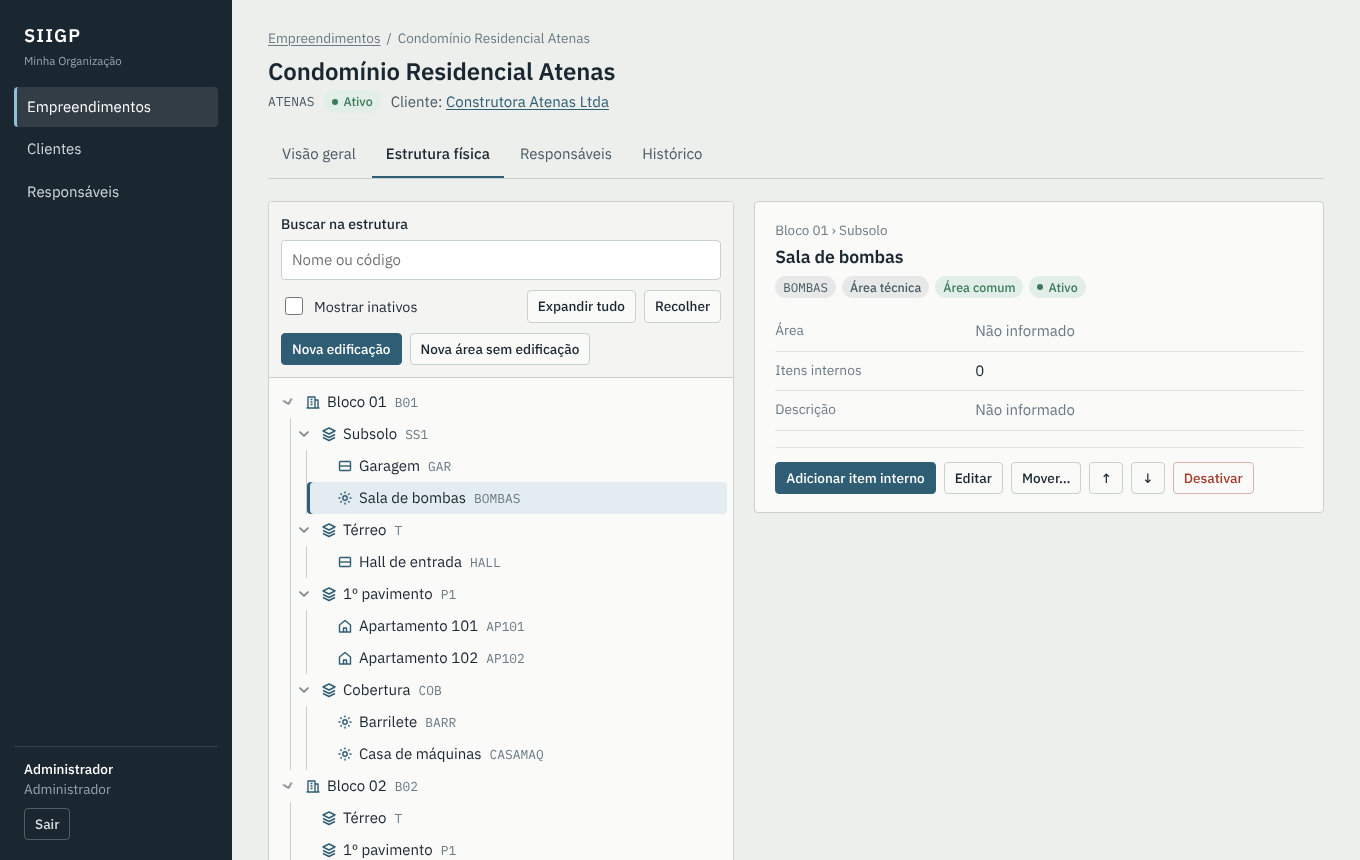 SIIGP
Minha Organização
Empreendimentos
Clientes
Responsáveis
Administrador
Administrador
Sair
Empreendimentos / Condomínio Residencial Atenas
Condomínio Residencial Atenas
ATENAS Ativo Cliente: Construtora Atenas Ltda
Visão geral Estrutura física Responsáveis Histórico
Buscar na estrutura
Nome ou código
Mostrar inativos Expandir tudo Recolher
Nova edificação Nova área sem edificação
Bloco 01 B01
Subsolo SS1
Garagem GAR
Sala de bombas BOMBAS
Térreo T
Hall de entrada HALL
1º pavimento P1
Apartamento 101 AP101
Apartamento 102 AP102
Cobertura COB
Barrilete BARR
Casa de máquinas CASAMAQ
Bloco 02 B02
Térreo T
1º pavimento P1
Bloco 01 › Subsolo
Sala de bombas
BOMBAS Área técnica Área comum Ativo
Área Não informado
Itens internos 0
Descrição Não informado
Adicionar item interno Editar Mover... ↑ ↓ Desativar